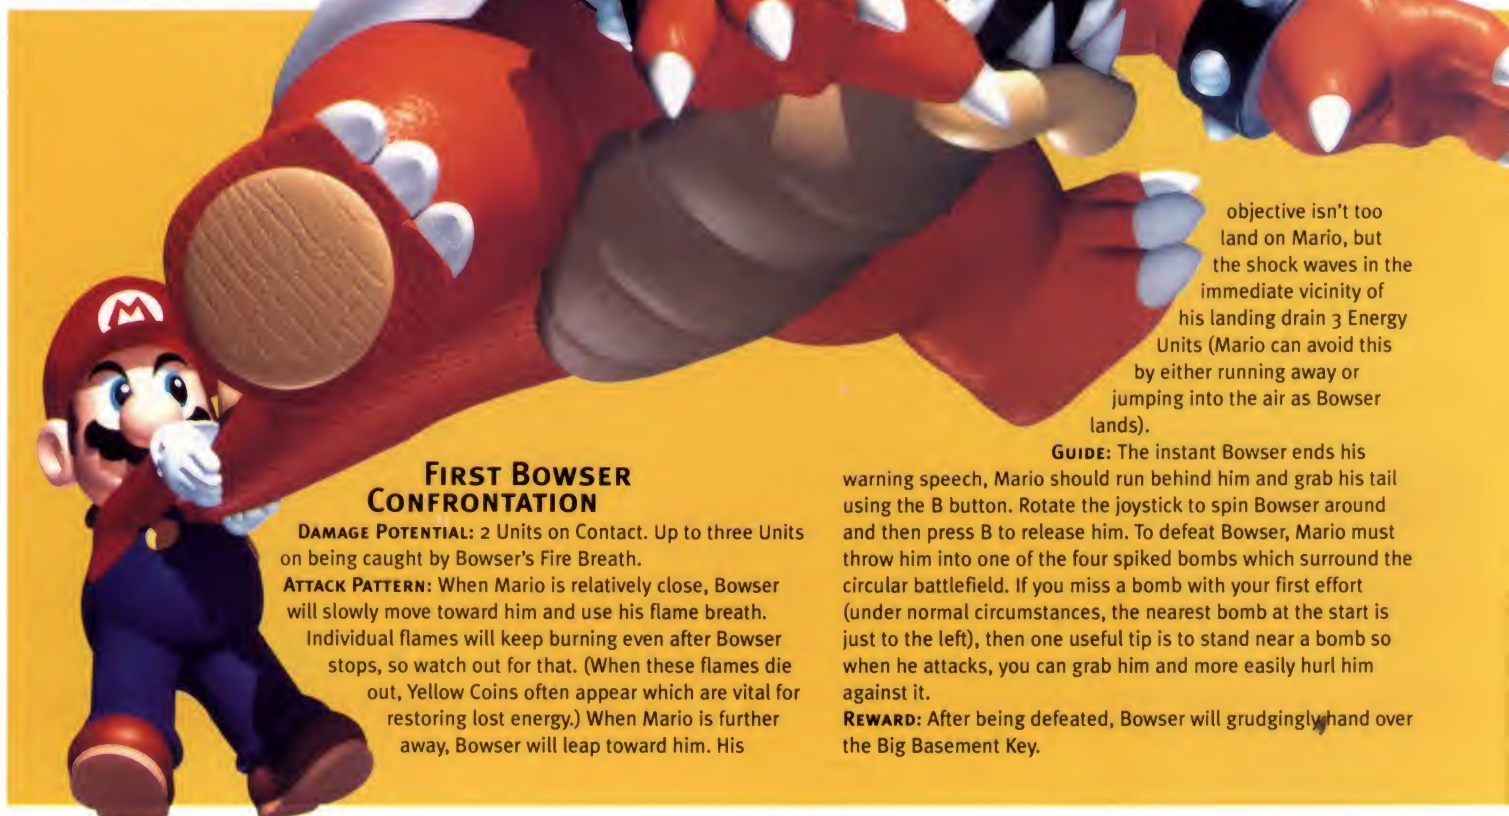 M
FIRST BOWSER
CONFRONTATION
DAMAGE POTENTIAL: 2 Units on Contact. Up to three Units
on being caught by Bowser's Fire Breath.
ATTACK PATTERN: When Mario is relatively close, Bowser
will slowly move toward him and use his flame breath.
Individual flames will keep burning even after Bowser
stops, so watch out for that. (When these flames die
out, Yellow Coins often appear which are vital for
restoring lost energy.) When Mario is further
away, Bowser will leap toward him. His
objective isn't too
land on Mario, but
the shock waves in the
immediate vicinity of
his landing drain 3 Energy
Units (Mario can avoid this
by either running away or
jumping into the air as Bowser
lands).
GUIDE: The instant Bowser ends his
warning speech, Mario should run behind him and grab his tail
using the B button. Rotate the joystick to spin Bowser around
and then press B to release him. To defeat Bowser, Mario must
throw him into one of the four spiked bombs which surround the
circular battlefield. If you miss a bomb with your first effort
(under normal circumstances, the nearest bomb at the start is
just to the left), then one useful tip is to stand near a bomb so
when he attacks, you can grab him and more easily hurl him
against it.
REWARD: After being defeated, Bowser will grudgingly hand over
the Big Basement Key.